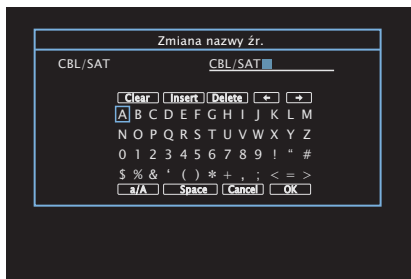 Zmiana nazwy źr.
CBL/SAT CBL/SAT
Clear Insert Delete ← →
A B C D E F G H I J K L M
N O P Q R S T U V W X Y Z
0 1 2 3 4 5 6 7 8 9 ! “ #
$ % & ‘ ( ) * + , ; < = >
a/A Space Cancel OK